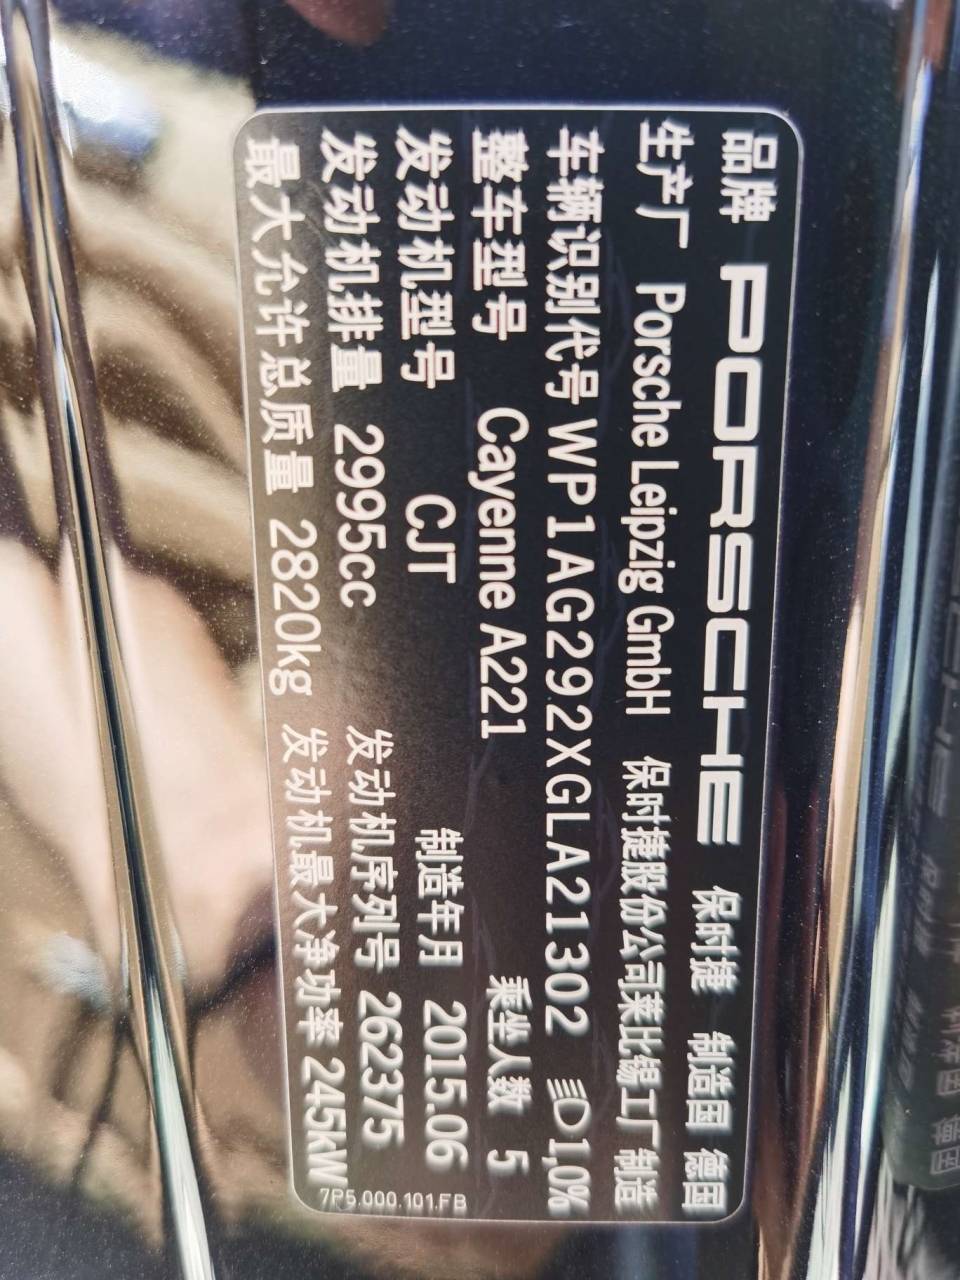 品牌 PORSCHE 保时捷 制造国 德国
生产厂 Porsche Leipzig GmbH 保时捷股份公司莱比锡工厂制造
车辆识别代号 WP1AG292XGLA21302 1,0%
整车型号 Cayenne A221 乘坐人数 5
发动机型号 CJT 制造年月 2015.06
发动机排量 2995cc 发动机序列号 262375
最大允许总质量 2820kg 发动机最大净功率 245kW
7P5.000.101.FB